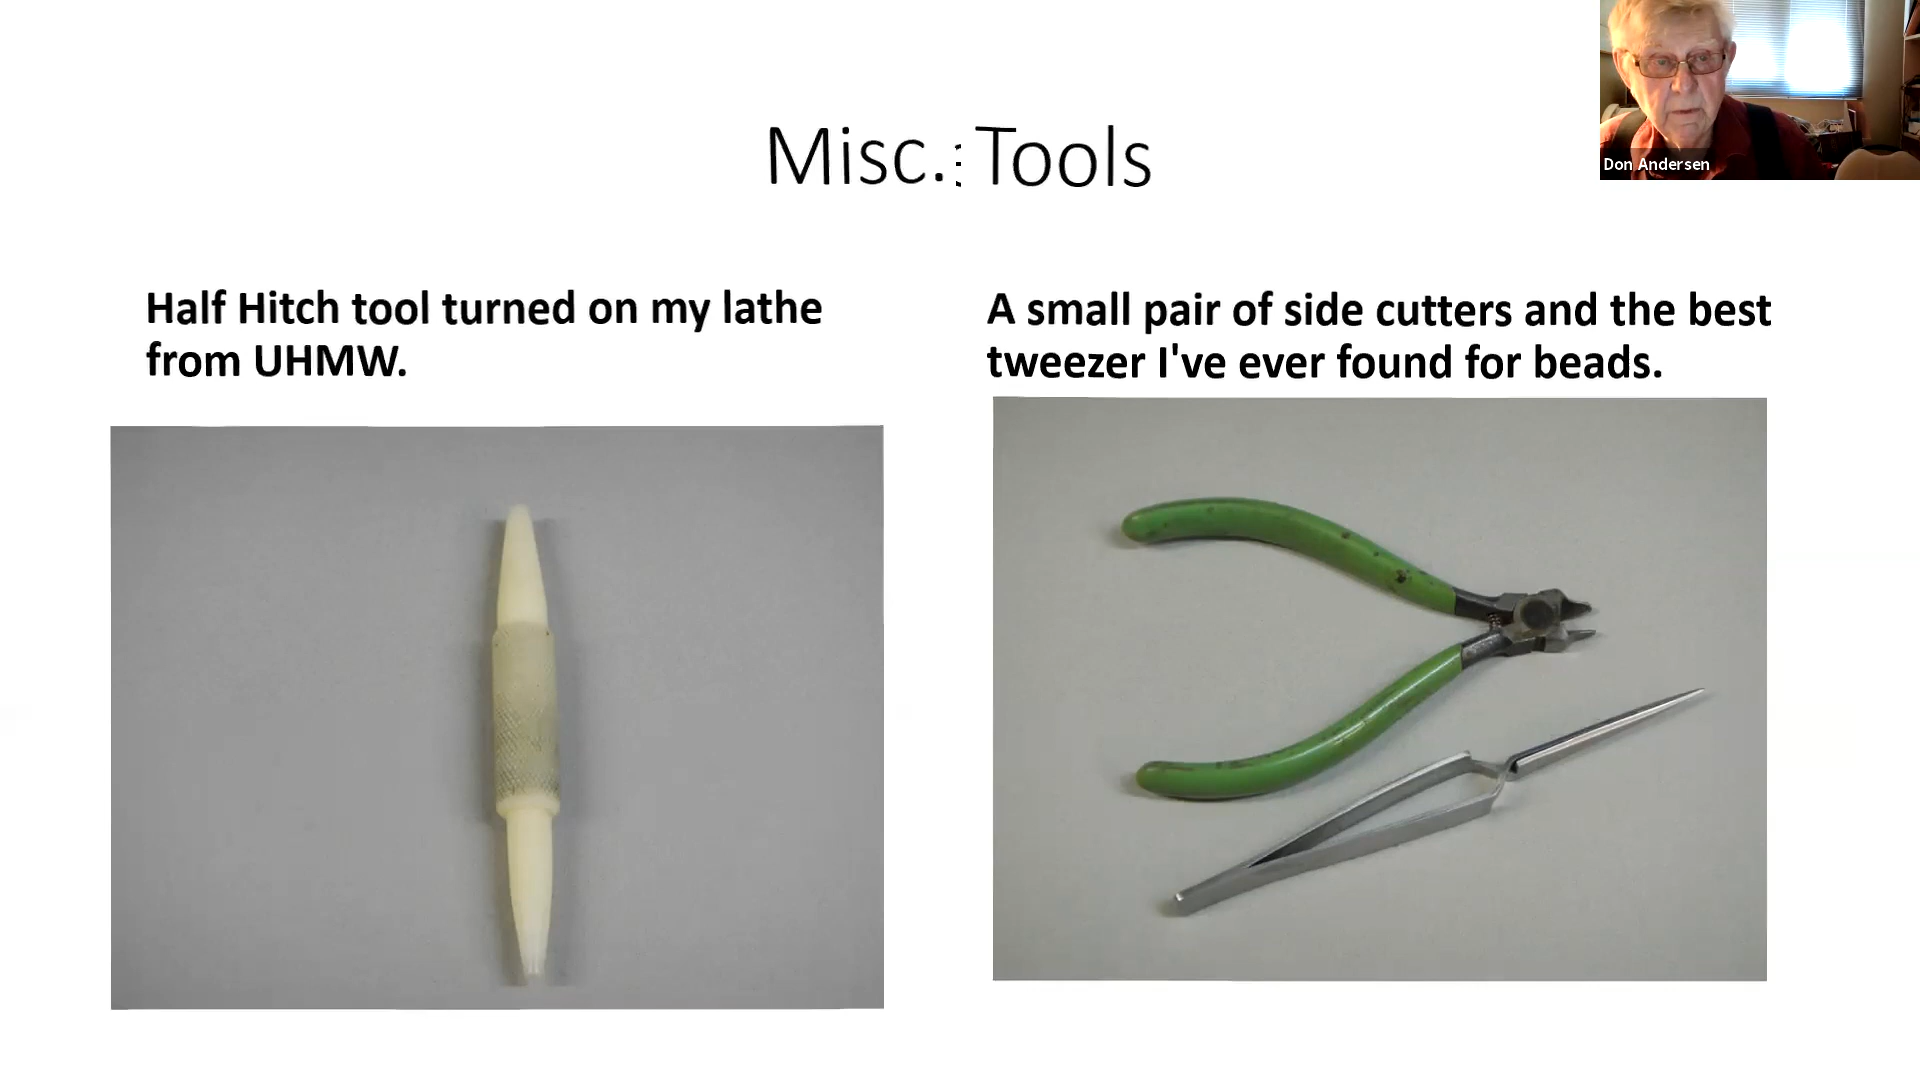 Misc. Tools
Half Hitch tool turned on my lathe
from UHMW.
A small pair of side cutters and the best
tweezer I've ever found for beads.
Don Andersen